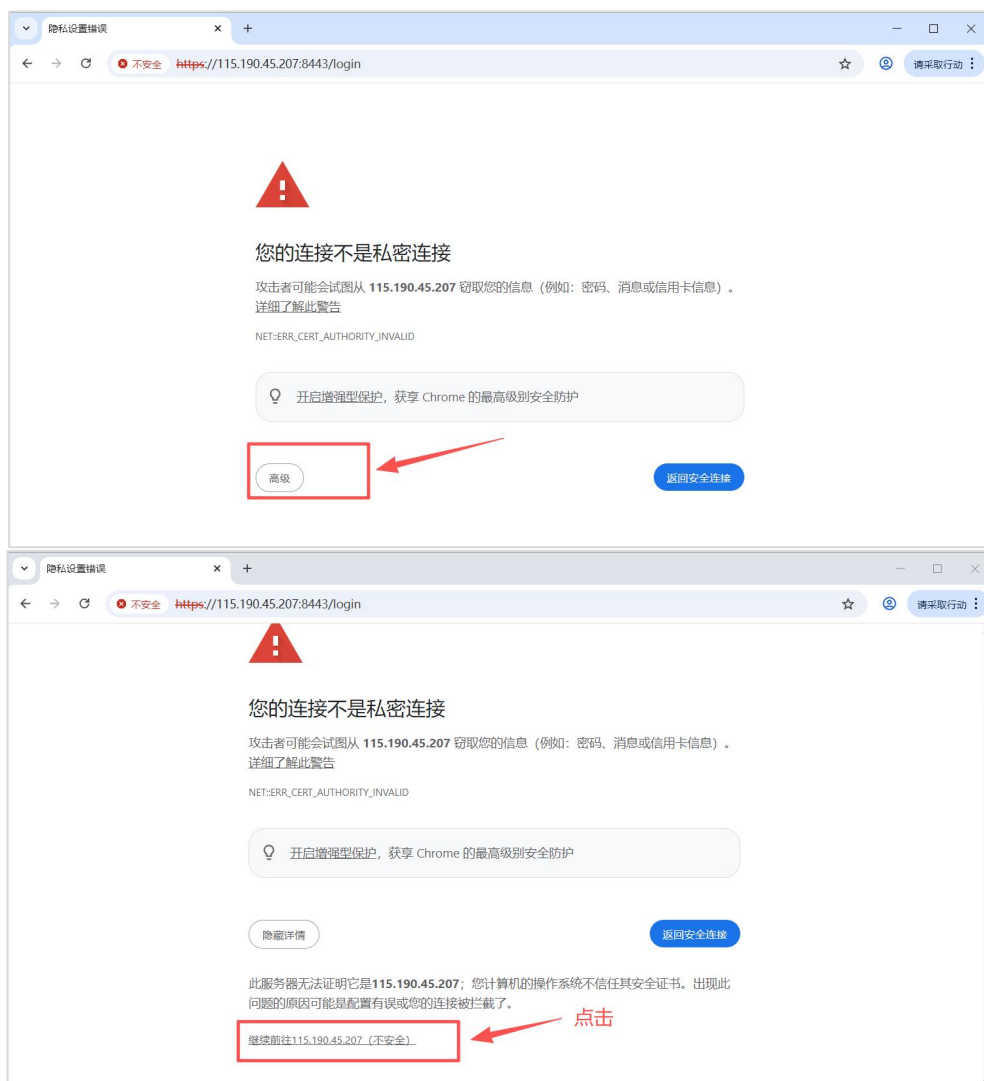 隐私设置错误
不安全 https://115.190.45.207:8443/login
请采取行动
您的连接不是私密连接
攻击者可能会试图从 115.190.45.207 窃取您的信息（例如：密码、消息或信用卡信息）。
详细了解此警告
NET::ERR_CERT_AUTHORITY_INVALID
开启增强型保护，获享 Chrome 的最高级别安全防护
高级
返回安全连接
隐私设置错误
不安全 https://115.190.45.207:8443/login
请采取行动
您的连接不是私密连接
攻击者可能会试图从 115.190.45.207 窃取您的信息（例如：密码、消息或信用卡信息）。
详细了解此警告
NET::ERR_CERT_AUTHORITY_INVALID
开启增强型保护，获享 Chrome 的最高级别安全防护
隐藏详情
返回安全连接
此服务器无法证明它是115.190.45.207；您计算机的操作系统不信任其安全证书。出现此
问题的原因可能是配置有误或您的连接被拦截了。
点击
继续前往115.190.45.207（不安全）